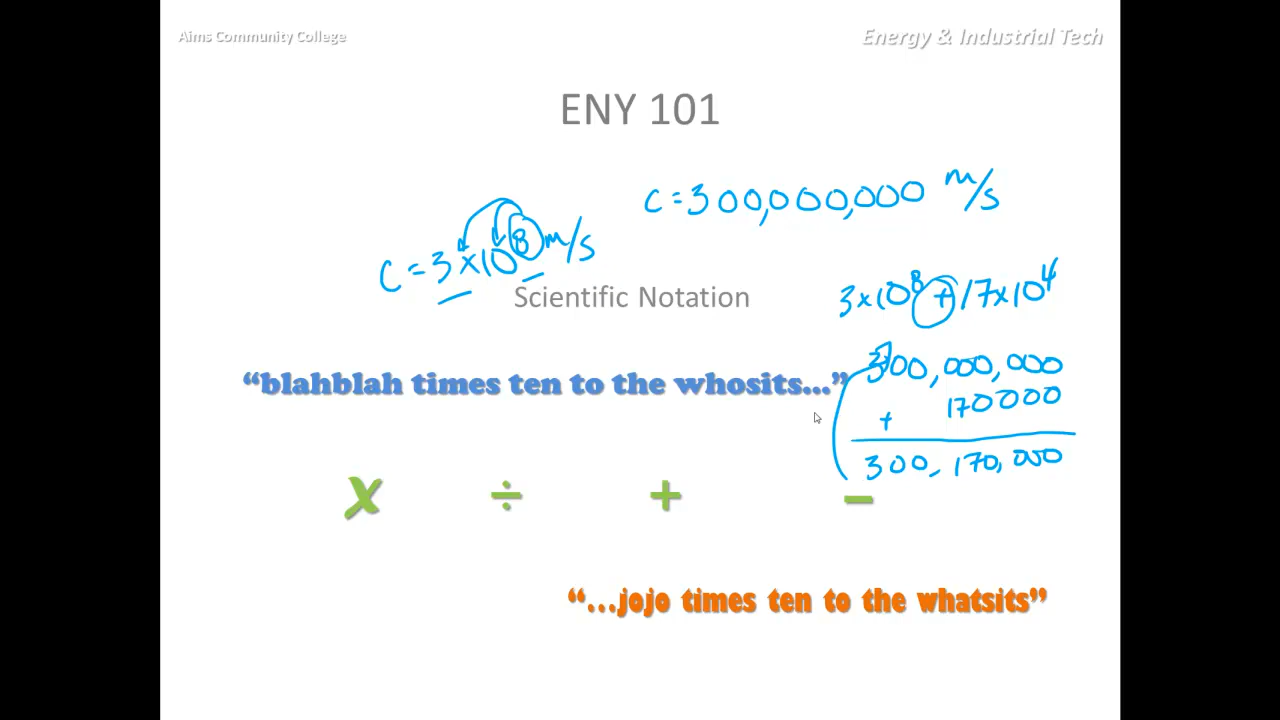 Aims Community College
Energy & Industrial Tech
ENY 101
C = 300,000,000 m/s
C = 3 x 10^8 m/s
Scientific Notation
3 x 10^8 + 17 x 10^4
300,000,000
+ 170000
300,170,000
“blahblah times ten to the whosits...”
x ÷ + −
“...jojo times ten to the whatsits”